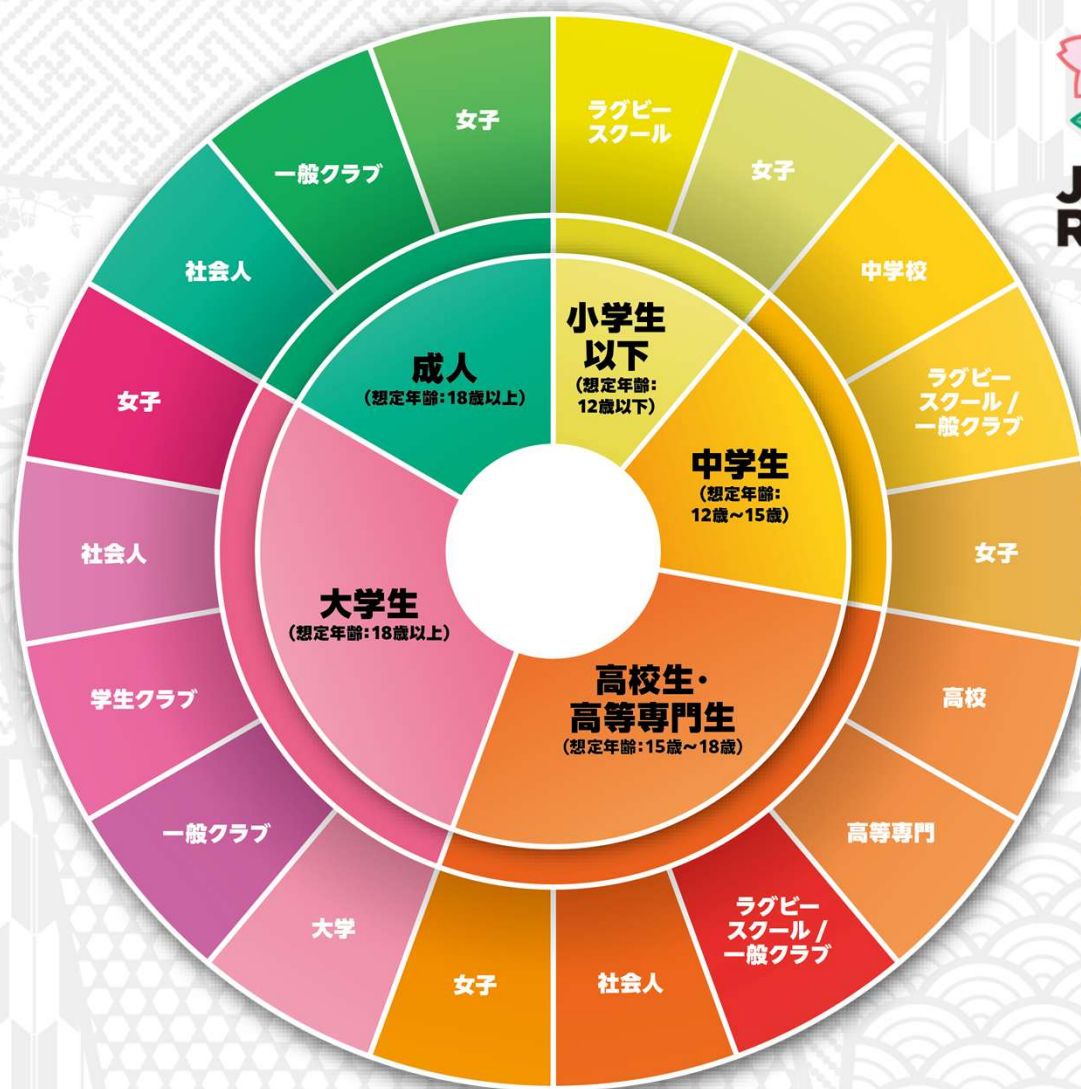 小学生
以下
(想定年齢:
12歳以下)
ラグビー
スクール
女子
中学生
(想定年齢:
12歳～15歳)
中学校
ラグビー
スクール /
一般クラブ
女子
高校生・
高等専門生
(想定年齢:15歳～18歳)
高校
高等専門
ラグビー
スクール /
一般クラブ
社会人
女子
大学生
(想定年齢:18歳以上)
大学
一般クラブ
学生クラブ
社会人
女子
成人
(想定年齢:18歳以上)
社会人
一般クラブ
女子